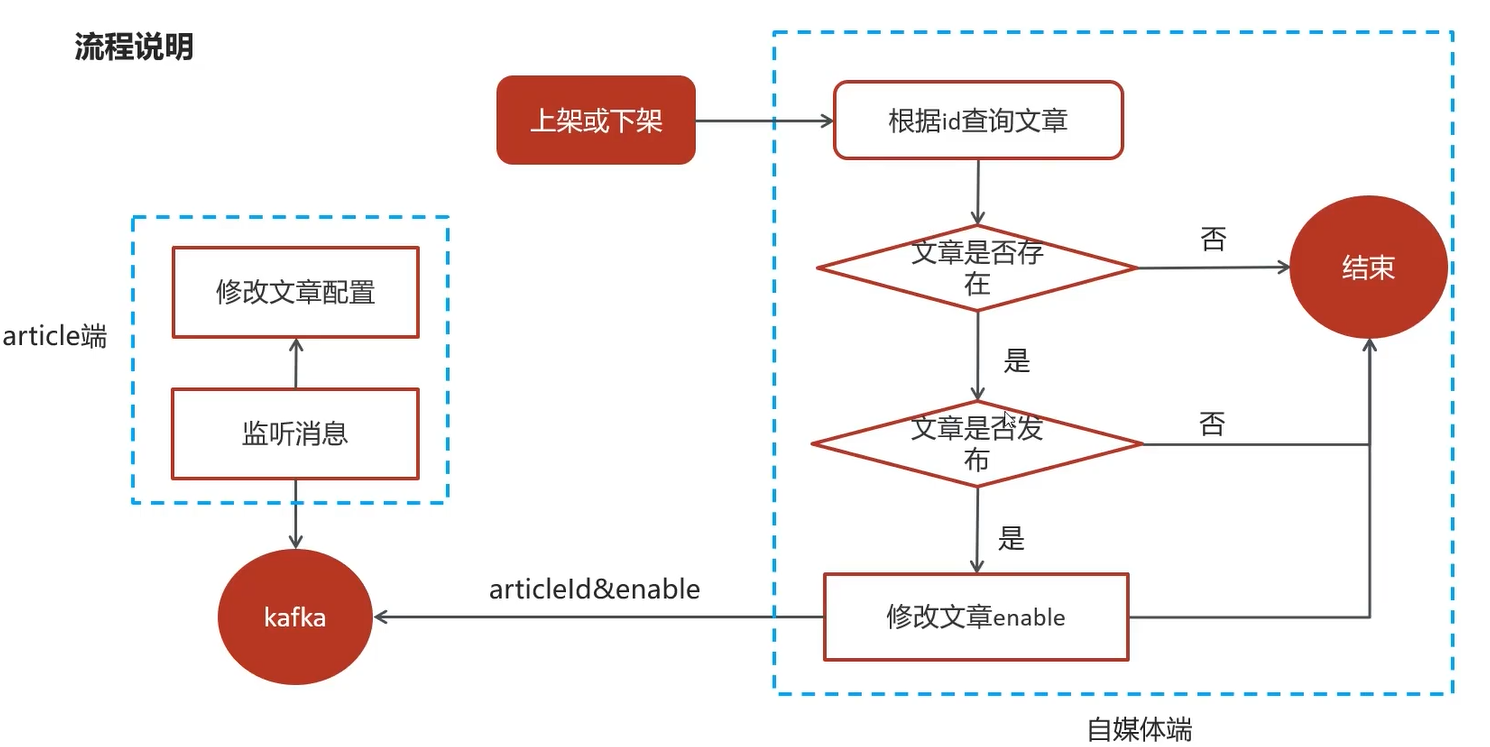 流程说明
上架或下架
根据id查询文章
文章是否存
在
否
结束
是
文章是否发
布
否
是
修改文章enable
articleId&enable
kafka
修改文章配置
监听消息
article端
自媒体端